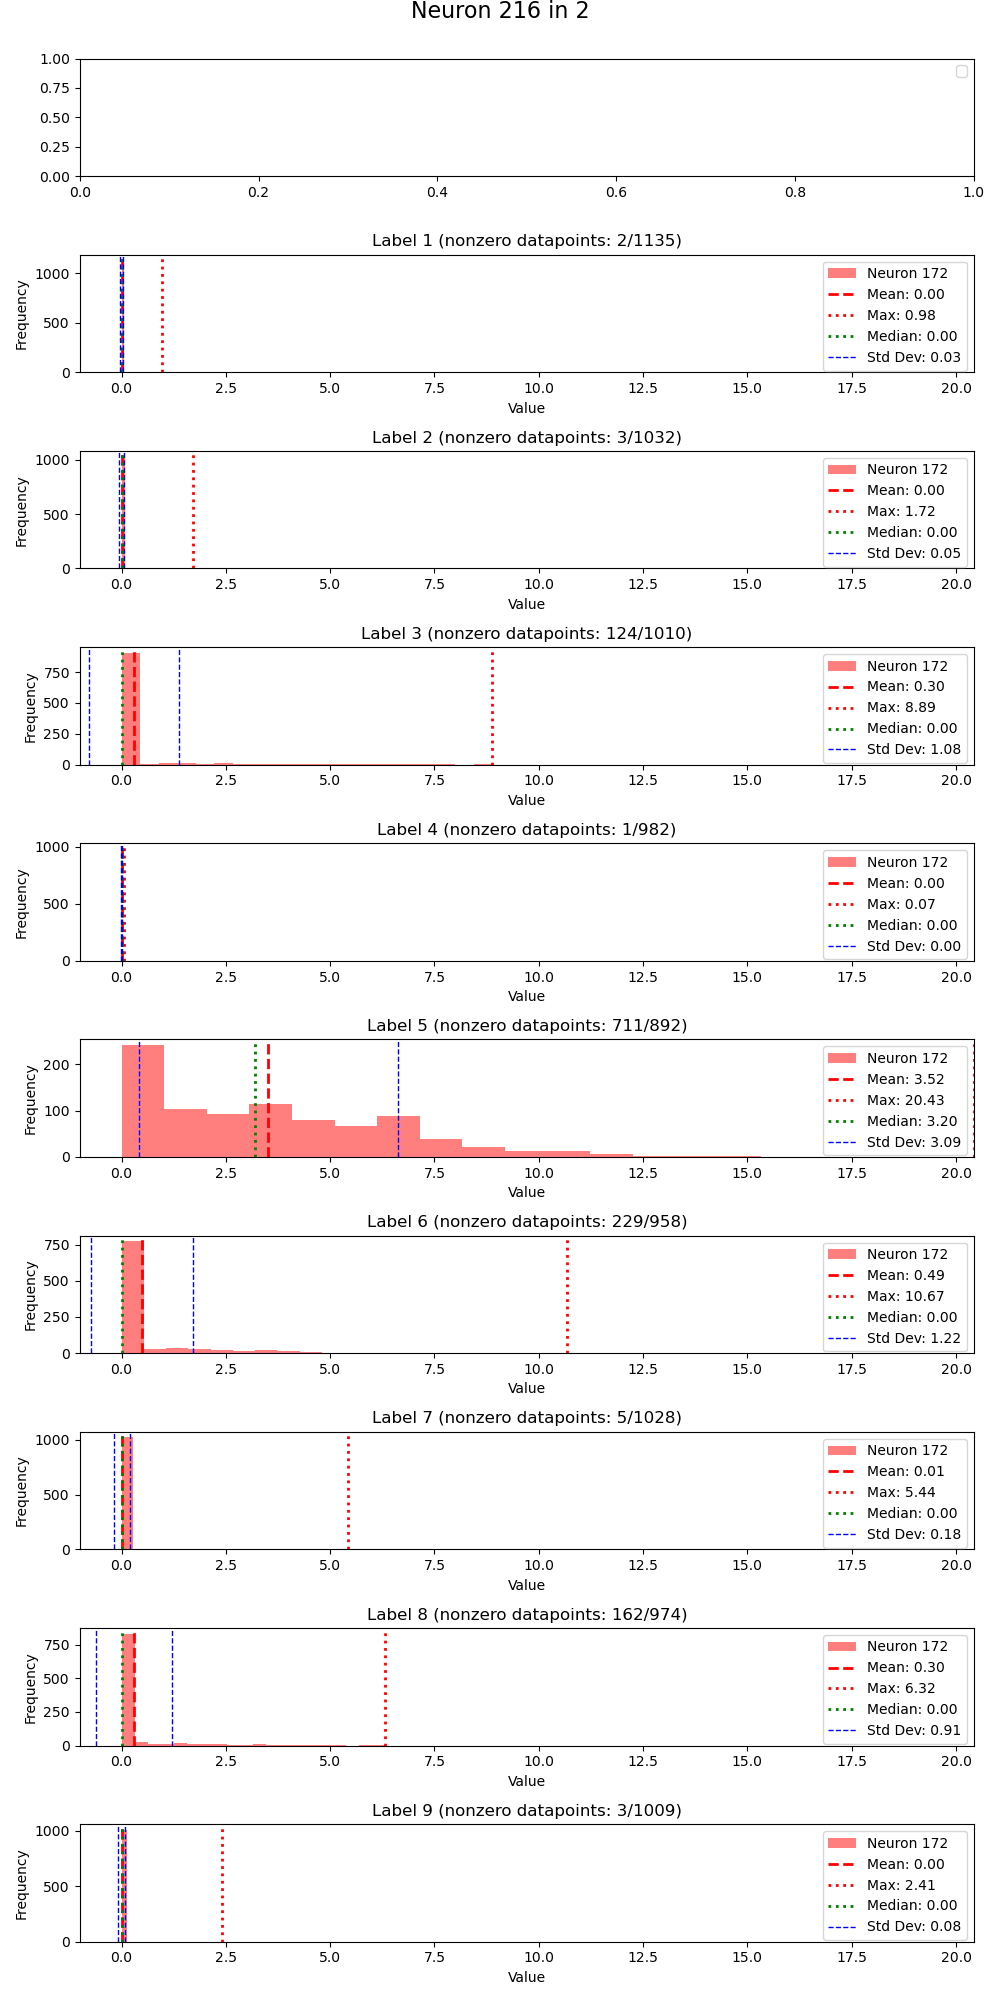 Neuron 216 in 2
1.00
0.75
0.50
0.25
0.00
0.0 0.2 0.4 0.6 0.8 1.0
Label 1 (nonzero datapoints: 2/1135)
Frequency
1000
500
0
Neuron 172
Mean: 0.00
Max: 0.98
Median: 0.00
Std Dev: 0.03
0.0 2.5 5.0 7.5 10.0 12.5 15.0 17.5 20.0
Value
Label 2 (nonzero datapoints: 3/1032)
Frequency
1000
500
0
Neuron 172
Mean: 0.00
Max: 1.72
Median: 0.00
Std Dev: 0.05
0.0 2.5 5.0 7.5 10.0 12.5 15.0 17.5 20.0
Value
Label 3 (nonzero datapoints: 124/1010)
Frequency
750
500
250
0
Neuron 172
Mean: 0.30
Max: 8.89
Median: 0.00
Std Dev: 1.08
0.0 2.5 5.0 7.5 10.0 12.5 15.0 17.5 20.0
Value
Label 4 (nonzero datapoints: 1/982)
Frequency
1000
500
0
Neuron 172
Mean: 0.00
Max: 0.07
Median: 0.00
Std Dev: 0.00
0.0 2.5 5.0 7.5 10.0 12.5 15.0 17.5 20.0
Value
Label 5 (nonzero datapoints: 711/892)
Frequency
200
100
0
Neuron 172
Mean: 3.52
Max: 20.43
Median: 3.20
Std Dev: 3.09
0.0 2.5 5.0 7.5 10.0 12.5 15.0 17.5 20.0
Value
Label 6 (nonzero datapoints: 229/958)
Frequency
750
500
250
0
Neuron 172
Mean: 0.49
Max: 10.67
Median: 0.00
Std Dev: 1.22
0.0 2.5 5.0 7.5 10.0 12.5 15.0 17.5 20.0
Value
Label 7 (nonzero datapoints: 5/1028)
Frequency
1000
500
0
Neuron 172
Mean: 0.01
Max: 5.44
Median: 0.00
Std Dev: 0.18
0.0 2.5 5.0 7.5 10.0 12.5 15.0 17.5 20.0
Value
Label 8 (nonzero datapoints: 162/974)
Frequency
750
500
250
0
Neuron 172
Mean: 0.30
Max: 6.32
Median: 0.00
Std Dev: 0.91
0.0 2.5 5.0 7.5 10.0 12.5 15.0 17.5 20.0
Value
Label 9 (nonzero datapoints: 3/1009)
Frequency
1000
500
0
Neuron 172
Mean: 0.00
Max: 2.41
Median: 0.00
Std Dev: 0.08
0.0 2.5 5.0 7.5 10.0 12.5 15.0 17.5 20.0
Value